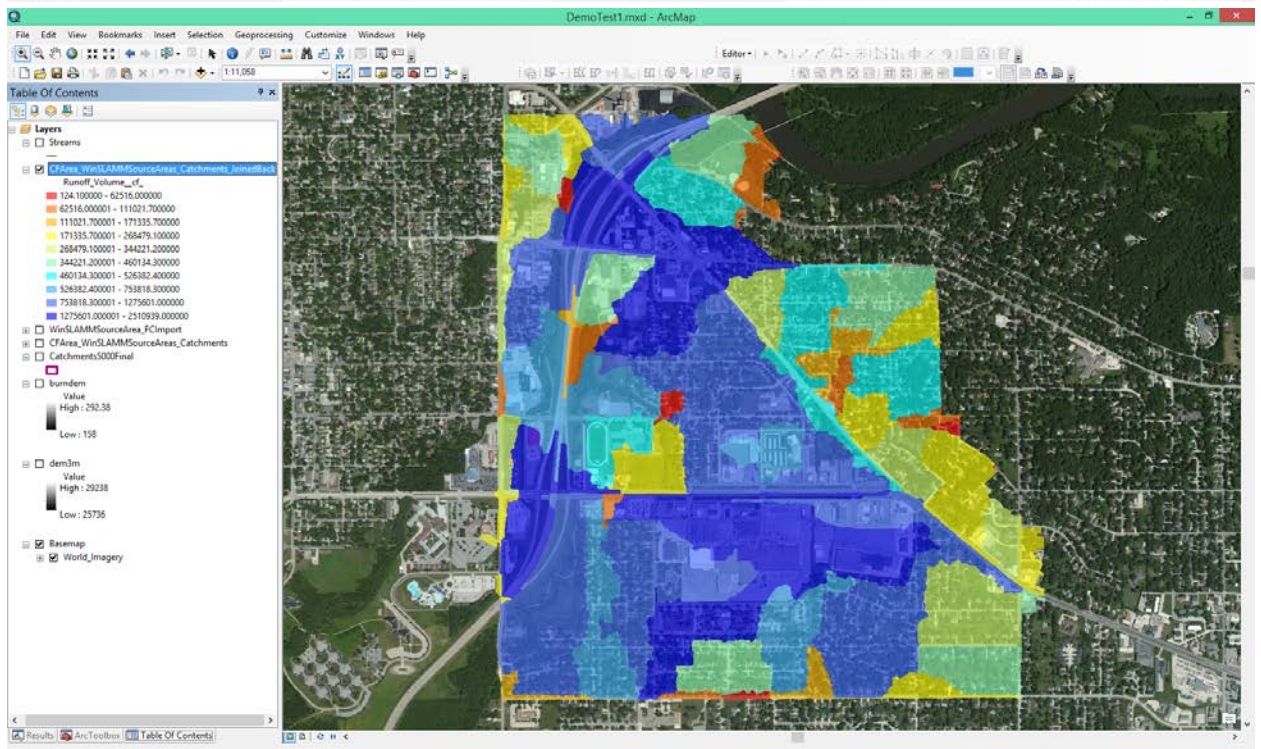 DemoTest1.mxd - ArcMap
File Edit View Bookmarks Insert Selection Geoprocessing Customize Windows Help
Editor
1:11,058
Table Of Contents
Layers
Streams
CFArea_WinSLAMMSourceAreas_Catchments_JoinedBack
Runoff_Volume__cf_
124.100000 - 62516.000000
62516.000001 - 111021.700000
111021.700001 - 171335.700000
171335.700001 - 268479.100000
268479.100001 - 344221.200000
344221.200001 - 460134.300000
460134.300001 - 526382.400000
526382.400001 - 753818.300000
753818.300001 - 1275601.000000
1275601.000001 - 2510939.000000
WinSLAMMSourceArea_FCImport
CFArea_WinSLAMMSourceAreas_Catchments
Catchments5000Final
burndem
Value
High : 292.38
Low : 158
dem3m
Value
High : 29238
Low : 25736
Basemap
World_Imagery
Results ArcToolbox Table Of Contents